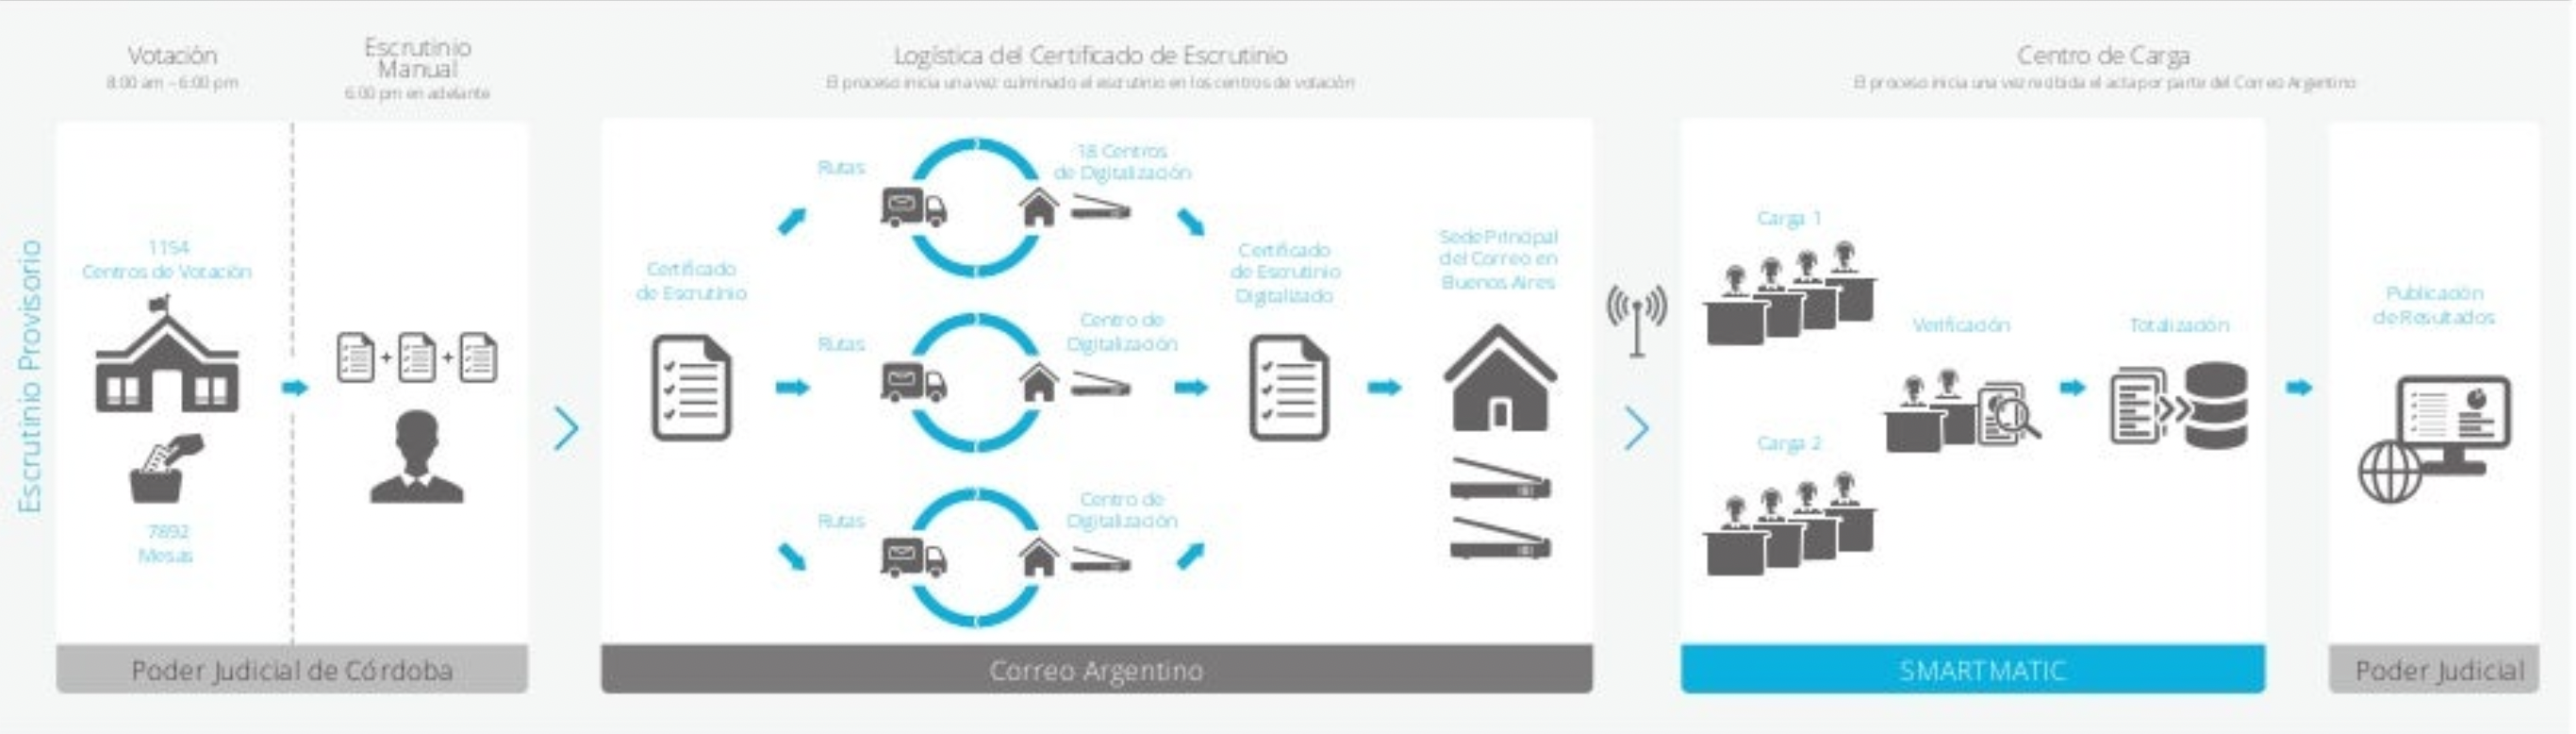 Escrutinio Provisorio
Votación
8:00 am – 6:00 pm
Escrutinio
Manual
6:00 pm en adelante
1154
Centros de Votación
7892
Mesas
Poder Judicial de Córdoba
Logística del Certificado de Escrutinio
El proceso inicia una vez culminado el escrutinio en los centros de votación
Certificado
de Escrutinio
Rutas
18 Centros
de Digitalización
Rutas
Centro de
Digitalización
Rutas
Centro de
Digitalización
Certificado
de Escrutinio
Digitalizado
Sede Principal
del Correo en
Buenos Aires
Correo Argentino
Centro de Carga
El proceso inicia una vez recibida el acta por parte del Correo Argentino
Carga 1
Carga 2
Verificación
Totalización
SMARTMATIC
Publicación
de Resultados
Poder Judicial